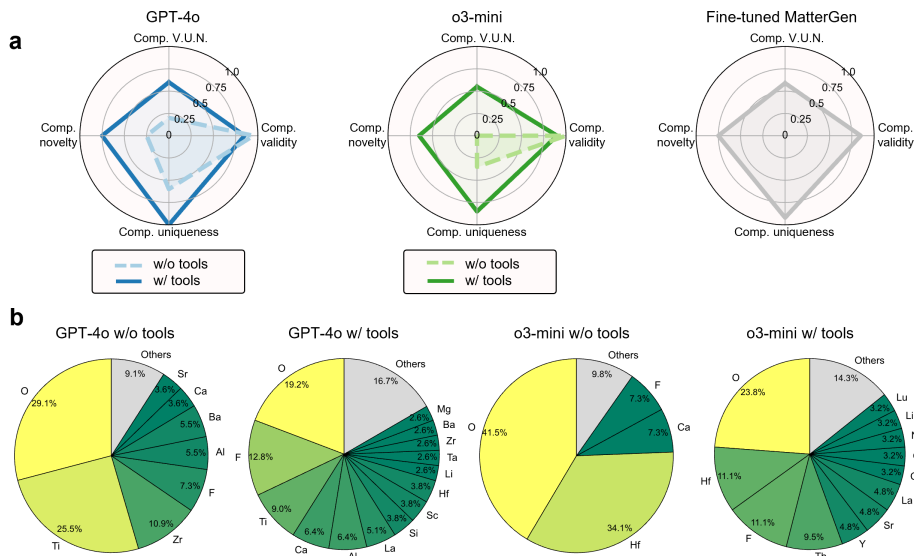 a
GPT-4o
Comp. V.U.N.
1.0
0.75
0.5
0.25
0
Comp. novelty
Comp. validity
Comp. uniqueness
w/o tools
w/ tools
o3-mini
Comp. V.U.N.
1.0
0.75
0.5
0.25
0
Comp. novelty
Comp. validity
Comp. uniqueness
w/o tools
w/ tools
Fine-tuned MatterGen
Comp. V.U.N.
1.0
0.75
0.5
0.25
0
Comp. novelty
Comp. validity
Comp. uniqueness
b
GPT-4o w/o tools
Others 9.1%
Sr 3.6%
Ca 3.6%
Ba 5.5%
Al 5.5%
F 7.3%
Zr 10.9%
Ti 25.5%
O 29.1%
GPT-4o w/ tools
Others 16.7%
Mg 2.6%
Ba 2.6%
Zr 2.6%
Ta 2.6%
Li 2.6%
Hf 3.8%
Sc 3.8%
Si 3.8%
La 5.1%
6.4%
Ca 6.4%
Ti 9.0%
F 12.8%
O 19.2%
o3-mini w/o tools
Others 9.8%
F 7.3%
Ca 7.3%
Hf 34.1%
O 41.5%
o3-mini w/ tools
Others 14.3%
Lu 3.2%
3.2%
3.2%
3.2%
3.2%
La 4.8%
Sr 4.8%
Y 4.8%
9.5%
F 11.1%
Hf 11.1%
O 23.8%